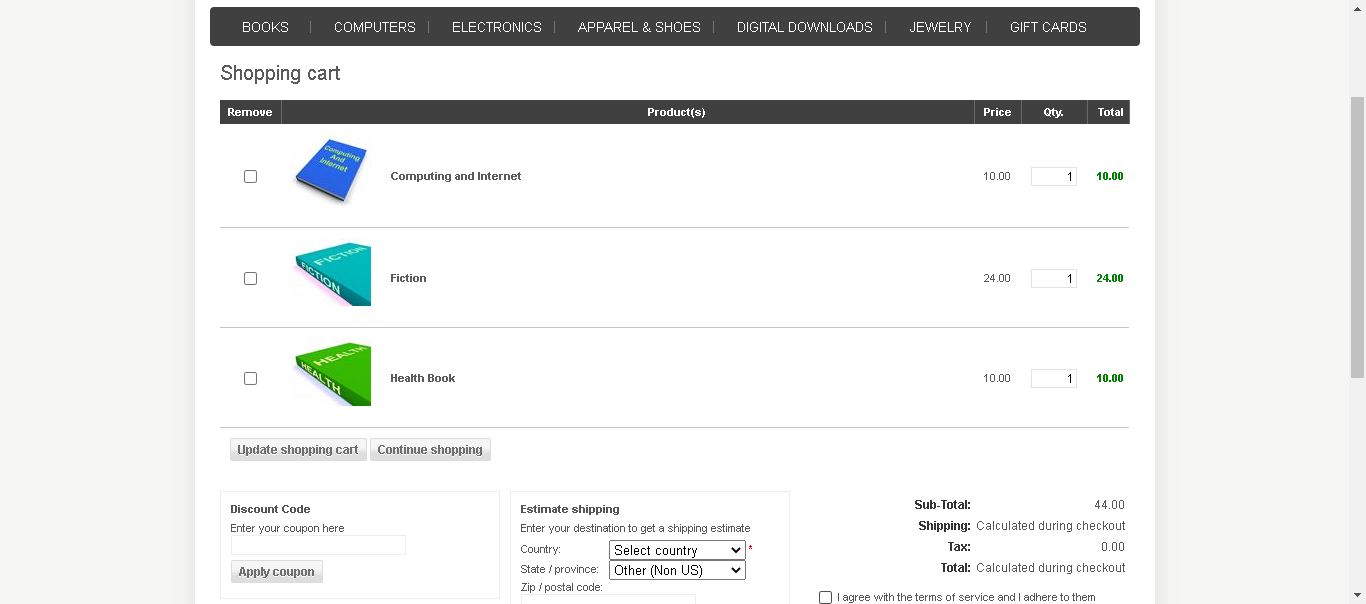 BOOKS COMPUTERS ELECTRONICS APPAREL & SHOES DIGITAL DOWNLOADS JEWELRY GIFT CARDS
Shopping cart
Remove Product(s) Price Qty. Total
Computing
And
Internet
Computing and Internet 10.00 1 10.00
FICTION
FICTION
Fiction 24.00 1 24.00
HEALTH
HEALTH
Health Book 10.00 1 10.00
Update shopping cart Continue shopping
Discount Code
Enter your coupon here
Apply coupon
Estimate shipping
Enter your destination to get a shipping estimate
Country: Select country *
State / province: Other (Non US)
Zip / postal code:
Sub-Total: 44.00
Shipping: Calculated during checkout
Tax: 0.00
Total: Calculated during checkout
I agree with the terms of service and I adhere to them